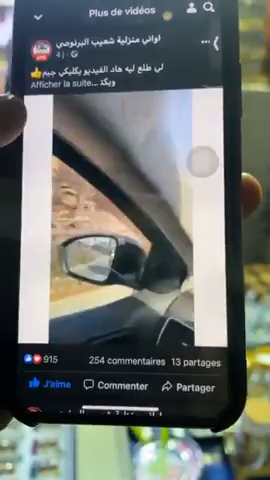 Plus de vidéos
اواني منزلية شعيب البرنوصي
4 j
لي طلع ليه هاد الفيديو يكليكي جيم👍
ويكت ...Afficher la suite
915
254 commentaires 13 partages
J'aime Commenter Partager